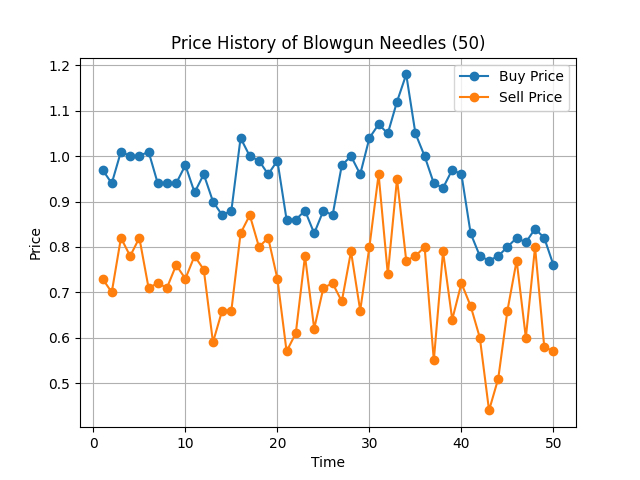 Price History of Blowgun Needles (50)
Buy Price
Sell Price
Price
1.2
1.1
1.0
0.9
0.8
0.7
0.6
0.5
0 10 20 30 40 50
Time